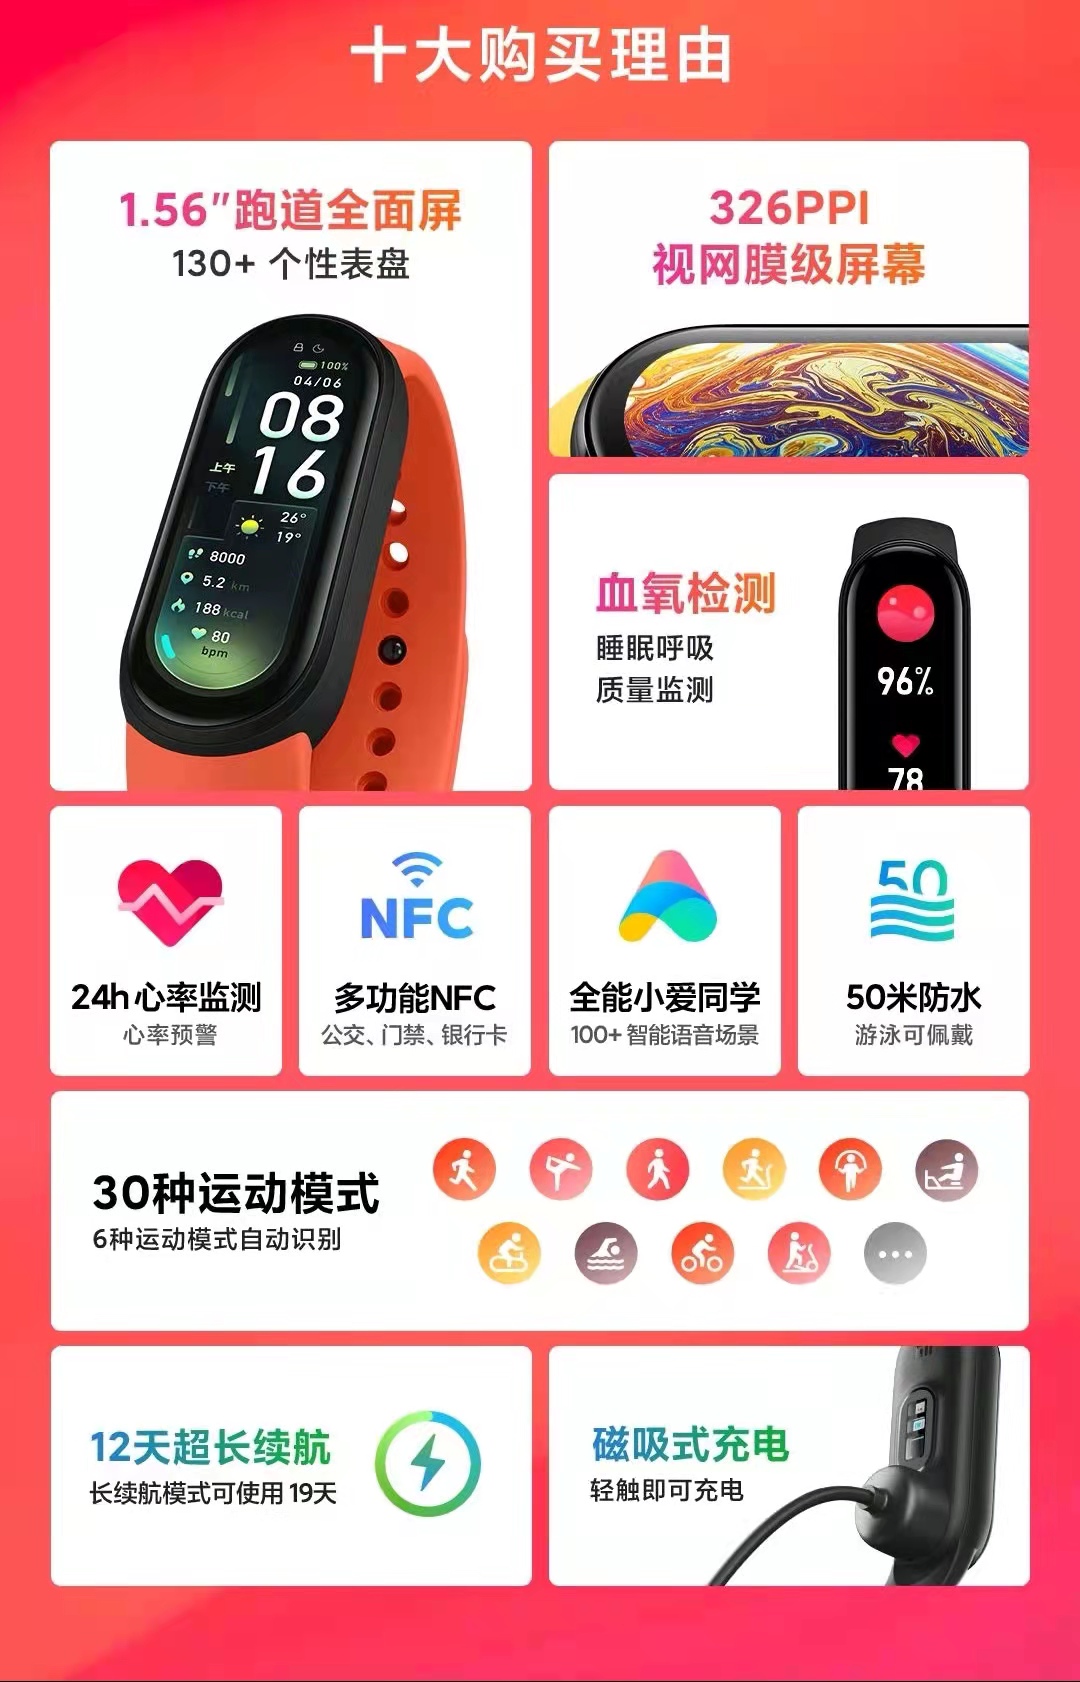 十大购买理由
1.56"跑道全面屏
130+ 个性表盘
100%
04/06
08
16
上午
下午
26°
19°
8000
5.2 km
188 kcal
80
bpm
326PPI
视网膜级屏幕
血氧检测
睡眠呼吸
质量监测
96%
78
24h心率监测
心率预警
NFC
多功能NFC
公交、门禁、银行卡
全能小爱同学
100+智能语音场景
50
50米防水
游泳可佩戴
30种运动模式
6种运动模式自动识别
12天超长续航
长续航模式可使用19天
磁吸式充电
轻触即可充电